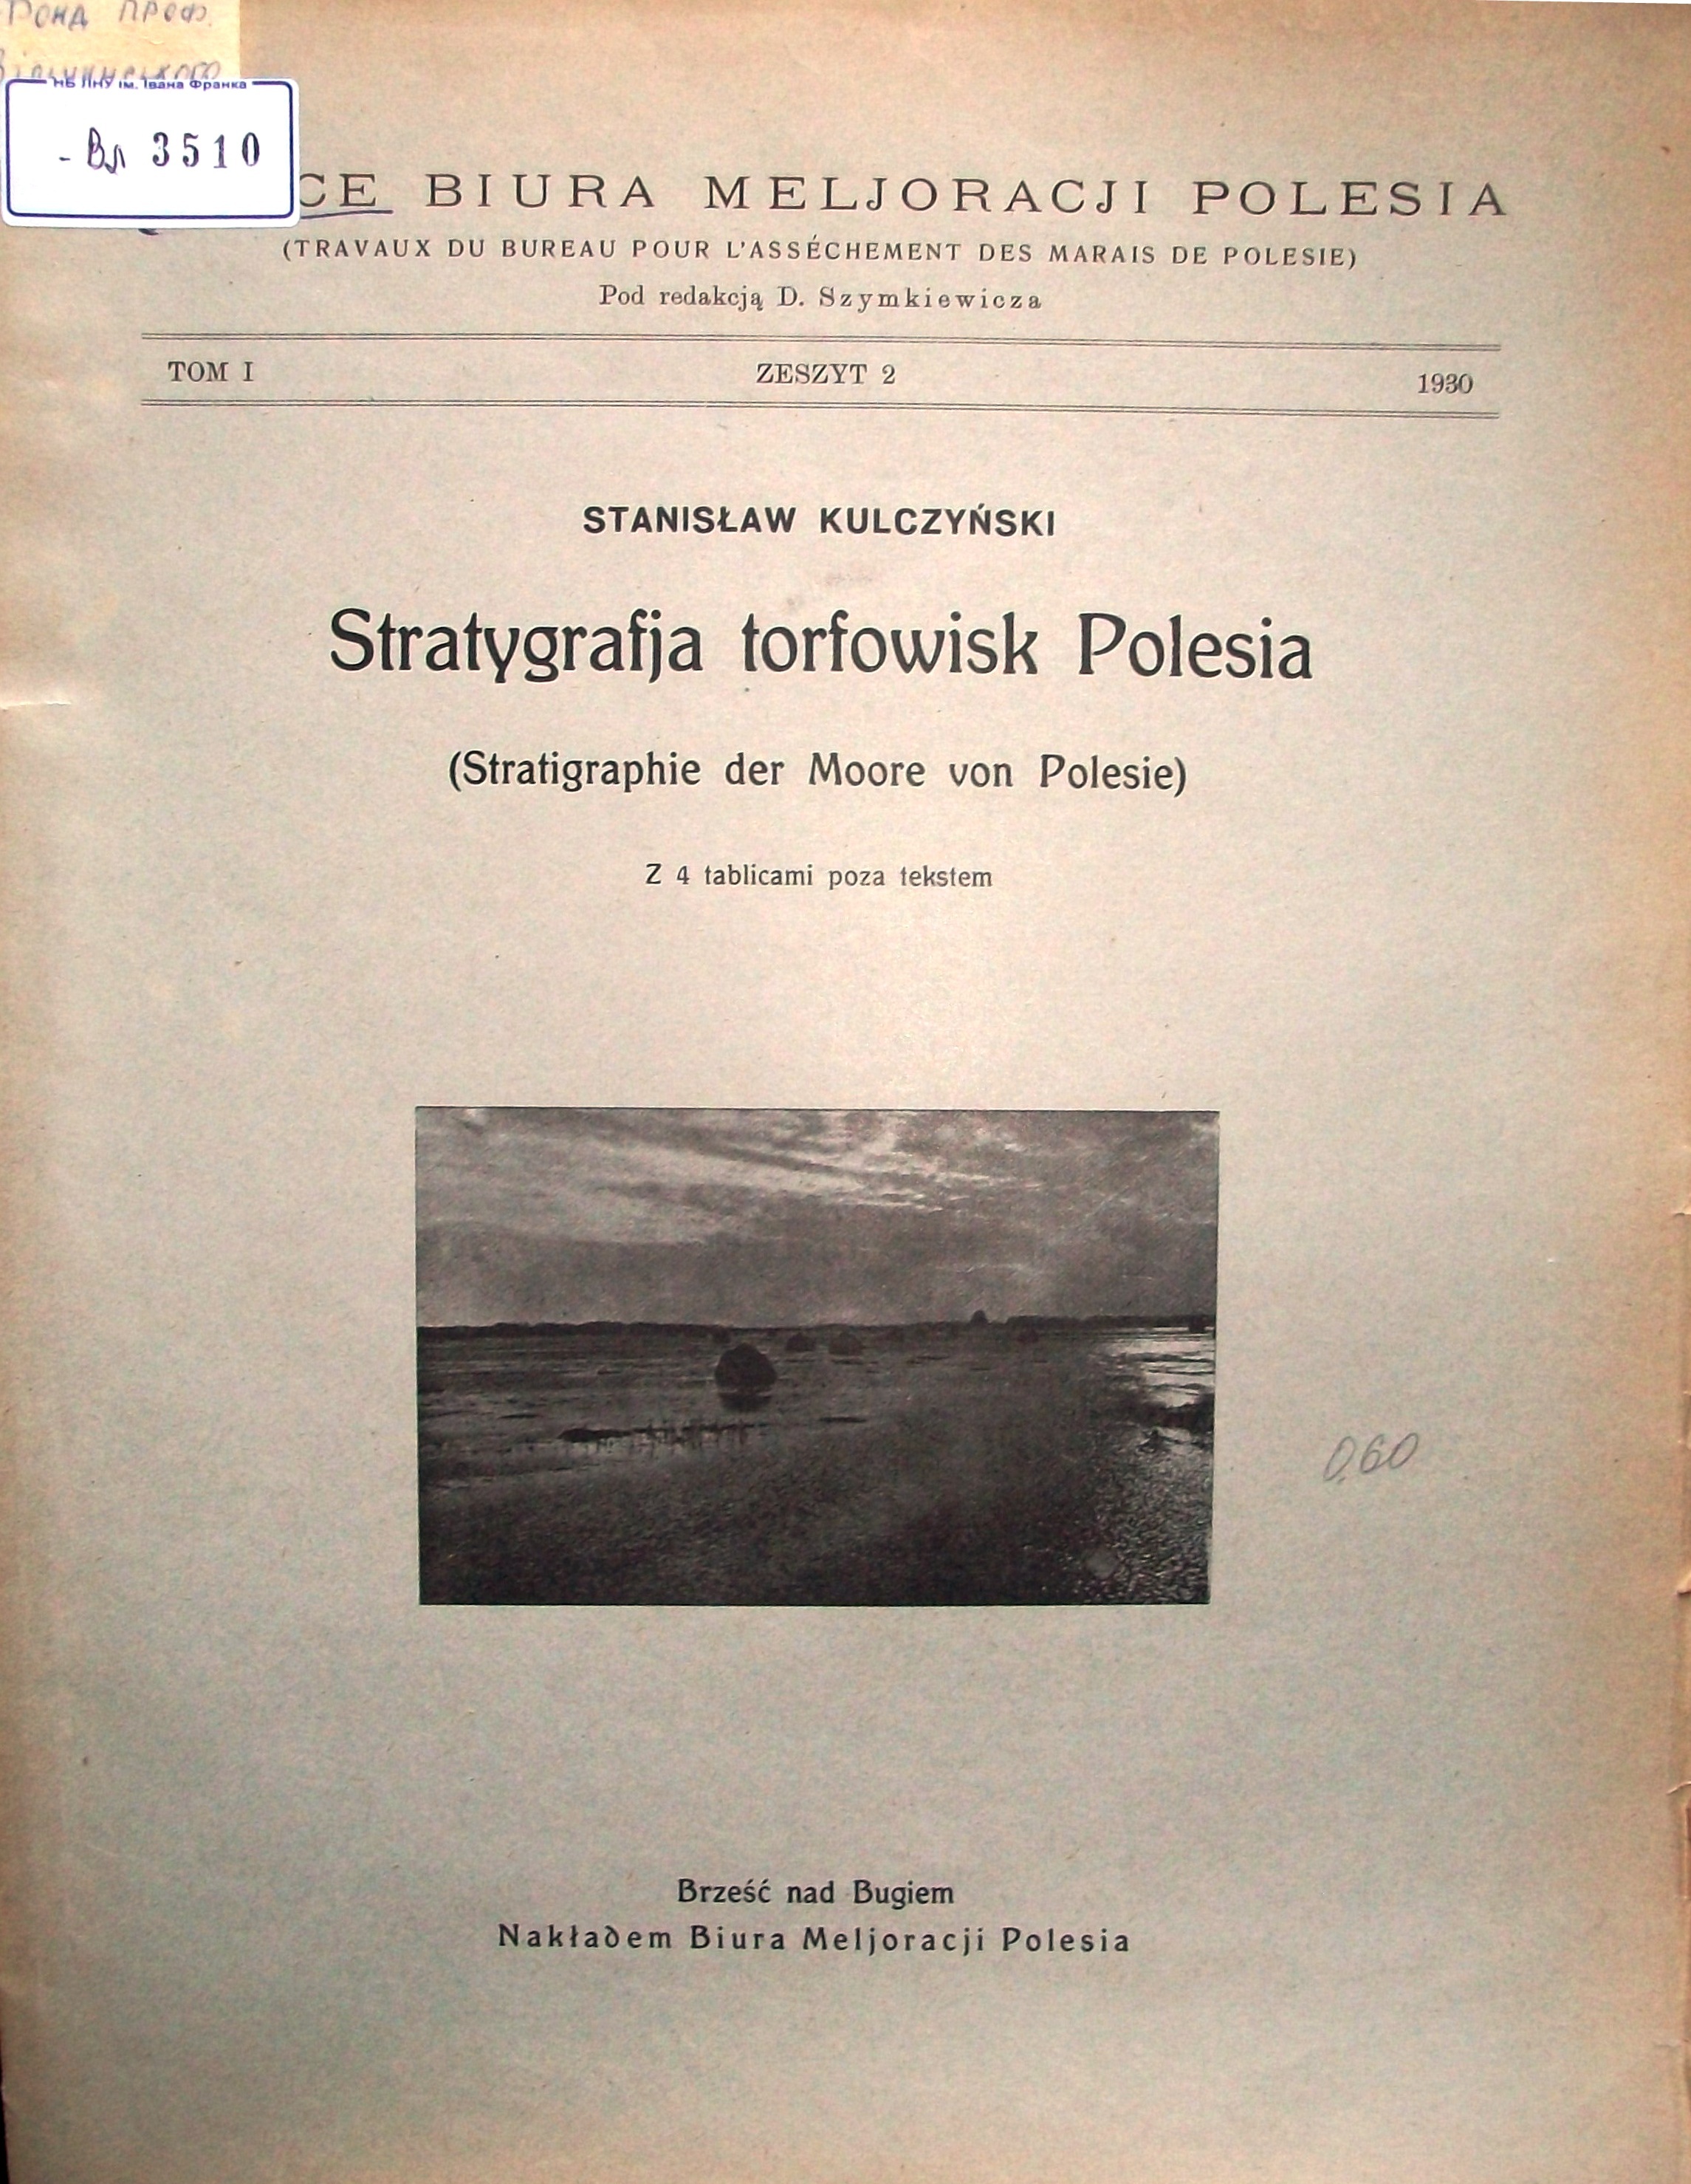 Фонд проф.
НБ ЛНУ ім. Івана Франка
- Вл 3510
CE BIURA MELJORACJI POLESIA
(TRAVAUX DU BUREAU POUR L'ASSÉCHEMENT DES MARAIS DE POLESIE)
Pod redakcją D. Szymkiewicza
TOM I ZESZYT 2 1930
STANISŁAW KULCZYŃSKI
Stratygrafja torfowisk Polesia
(Stratigraphie der Moore von Polesie)
Z 4 tablicami poza tekstem
0,60
Brześć nad Bugiem
Nakładem Biura Meljoracji Polesia